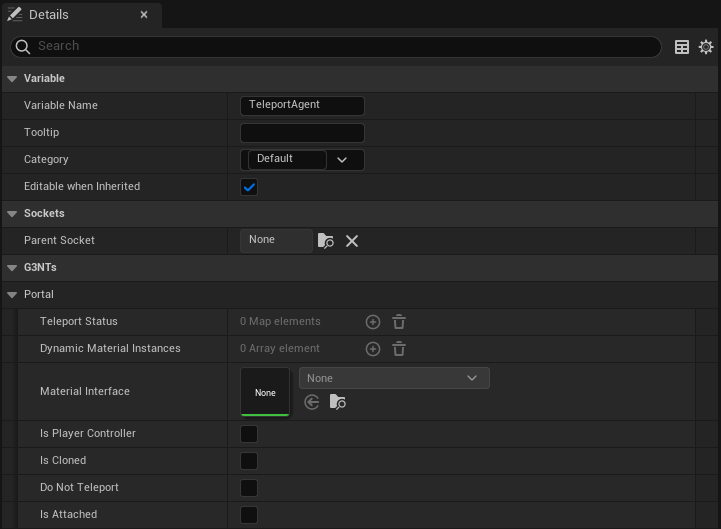 Details
Search
Variable
Variable Name TeleportAgent
Tooltip
Category Default
Editable when Inherited
Sockets
Parent Socket None
G3NTs
Portal
Teleport Status 0 Map elements
Dynamic Material Instances 0 Array element
Material Interface None None
Is Player Controller
Is Cloned
Do Not Teleport
Is Attached